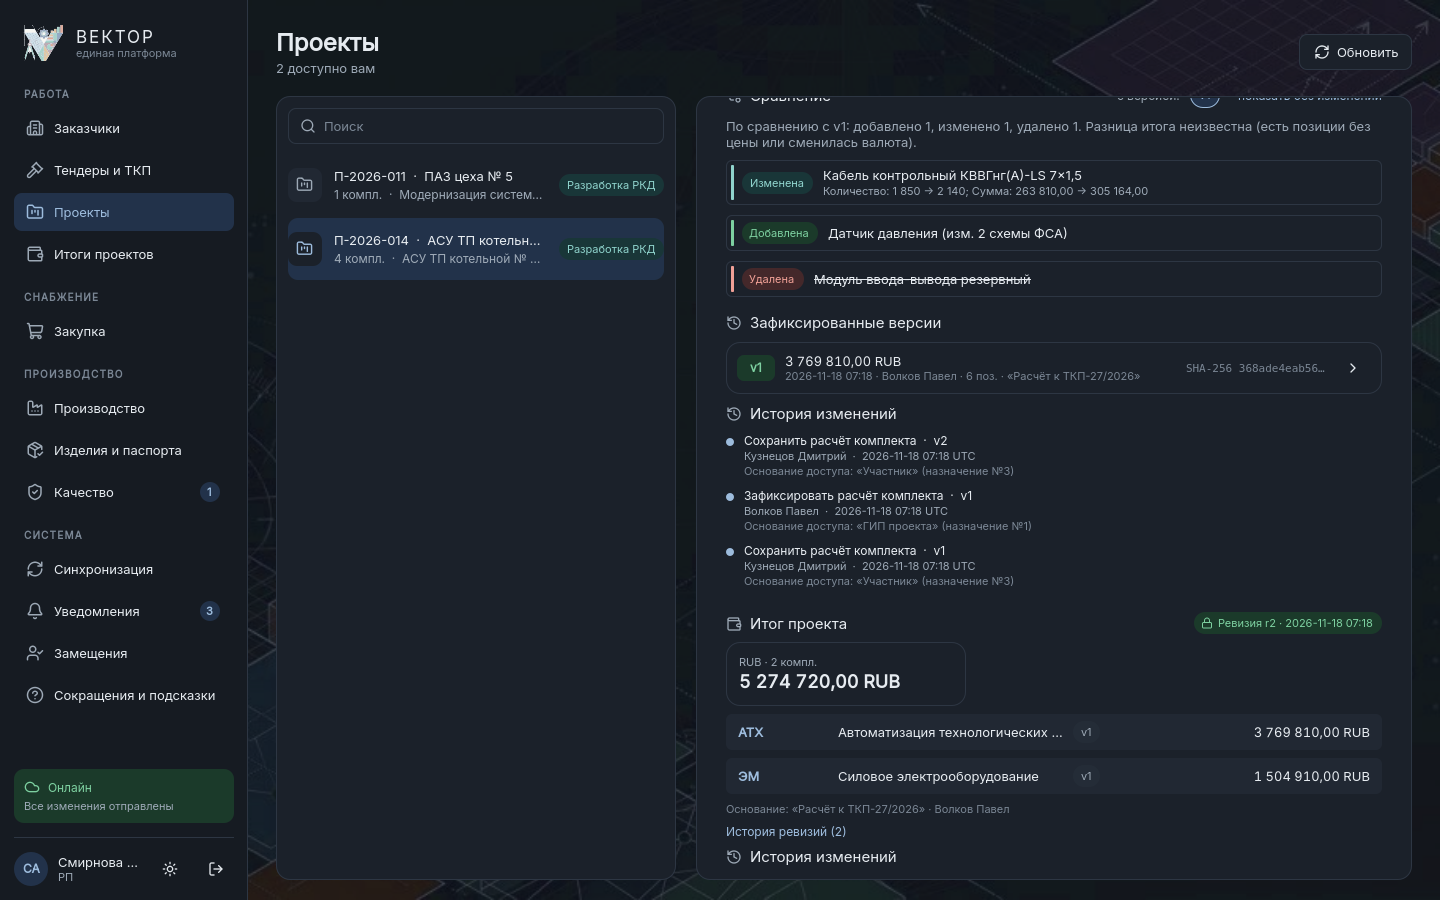 ВЕКТОР
единая платформа
РАБОТА
Заказчики
Тендеры и ТКП
Проекты
Итоги проектов
СНАБЖЕНИЕ
Закупка
ПРОИЗВОДСТВО
Производство
Изделия и паспорта
Качество 1
СИСТЕМА
Синхронизация
Уведомления 3
Замещения
Сокращения и подсказки
Онлайн
Все изменения отправлены
СА
Смирнова ...
РП
Проекты
2 доступно вам
Обновить
Поиск
П-2026-011 · ПАЗ цеха № 5
1 компл. · Модернизация систем...
Разработка РКД
П-2026-014 · АСУ ТП котельн...
4 компл. · АСУ ТП котельной № ...
Разработка РКД
Сравнение
с версией:
показать без изменений
По сравнению с v1: добавлено 1, изменено 1, удалено 1. Разница итога неизвестна (есть позиции без
цены или сменилась валюта).
Изменена
Кабель контрольный КВВГнг(А)-LS 7×1,5
Количество: 1 850 → 2 140; Сумма: 263 810,00 → 305 164,00
Добавлена
Датчик давления (изм. 2 схемы ФСА)
Удалена
Модуль ввода-вывода резервный
Зафиксированные версии
v1
3 769 810,00 RUB
2026-11-18 07:18 · Волков Павел · 6 поз. · «Расчёт к ТКП-27/2026»
SHA-256 368ade4eab56…
История изменений
Сохранить расчёт комплекта · v2
Кузнецов Дмитрий · 2026-11-18 07:18 UTC
Основание доступа: «Участник» (назначение №3)
Зафиксировать расчёт комплекта · v1
Волков Павел · 2026-11-18 07:18 UTC
Основание доступа: «ГИП проекта» (назначение №1)
Сохранить расчёт комплекта · v1
Кузнецов Дмитрий · 2026-11-18 07:18 UTC
Основание доступа: «Участник» (назначение №3)
Итог проекта
Ревизия r2 · 2026-11-18 07:18
RUB · 2 компл.
5 274 720,00 RUB
АТХ Автоматизация технологических ... v1 3 769 810,00 RUB
ЭМ Силовое электрооборудование v1 1 504 910,00 RUB
Основание: «Расчёт к ТКП-27/2026» · Волков Павел
История ревизий (2)
История изменений